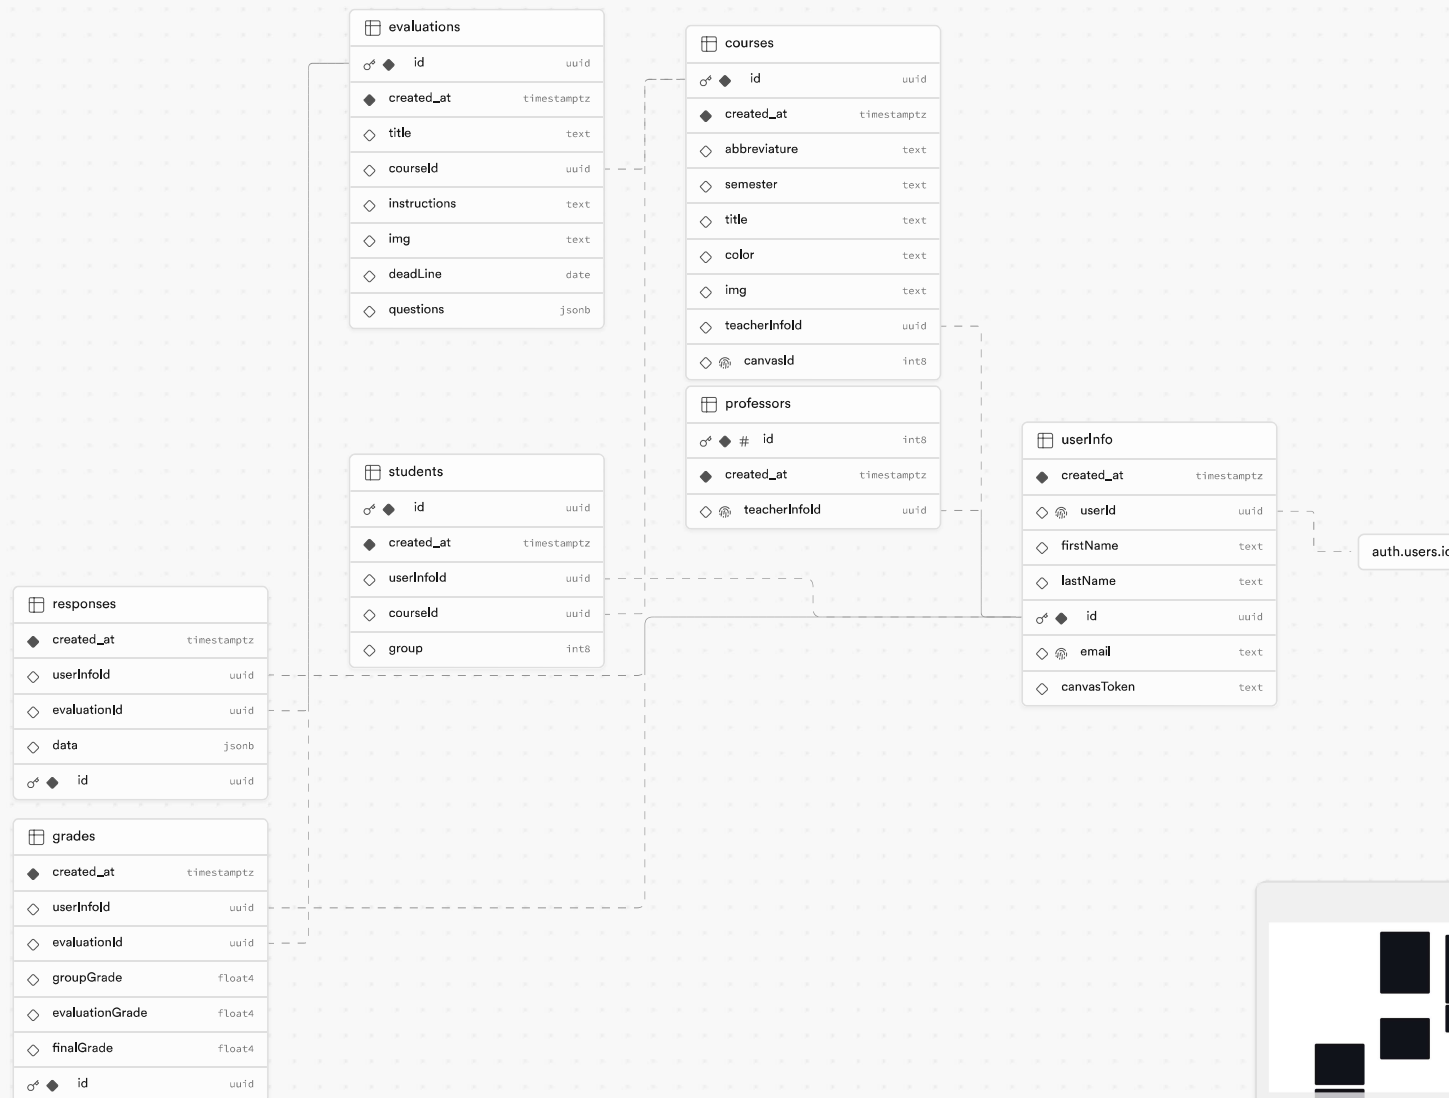 evaluations
id uuid
created_at timestamptz
title text
courseId uuid
instructions text
img text
deadLine date
questions jsonb
courses
id uuid
created_at timestamptz
abbreviature text
semester text
title text
color text
img text
teacherInfoId uuid
canvasId int8
professors
# id int8
created_at timestamptz
teacherInfoId uuid
userInfo
created_at timestamptz
userId uuid
firstName text
lastName text
id uuid
email text
canvasToken text
auth.users.id
students
id uuid
created_at timestamptz
userInfoId uuid
courseId uuid
group int8
responses
created_at timestamptz
userInfoId uuid
evaluationId uuid
data jsonb
id uuid
grades
created_at timestamptz
userInfoId uuid
evaluationId uuid
groupGrade float4
evaluationGrade float4
finalGrade float4
id uuid